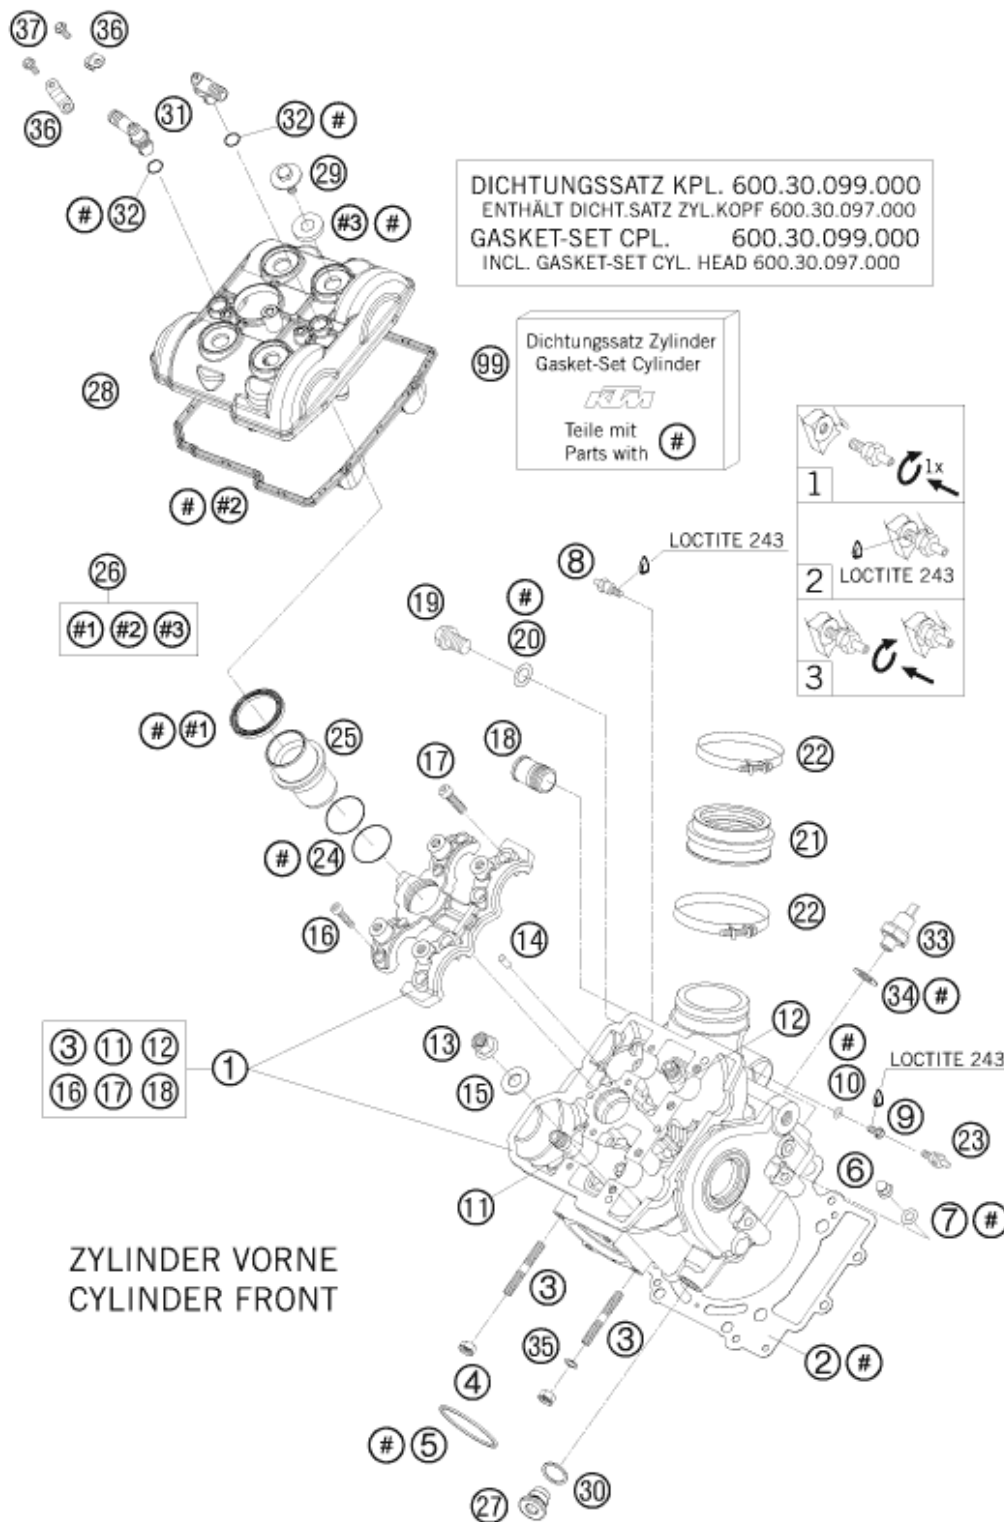 37 36
36 31 32 #
# 32 29
#3 #
DICHTUNGSSATZ KPL. 600.30.099.000
ENTHÄLT DICHT.SATZ ZYL.KOPF 600.30.097.000
GASKET-SET CPL. 600.30.099.000
INCL. GASKET-SET CYL. HEAD 600.30.097.000
28
99
Dichtungssatz Zylinder
Gasket-Set Cylinder
KTM
Teile mit
Parts with #
# #2
1 1x
2 LOCTITE 243
3
8 LOCTITE 243
26
#1 #2 #3
19 # 20
# #1 25
17 18
22
21
22
# 24
16
14
33
34 #
3 11 12
16 17 18
1
13
15
12
# 10
LOCTITE 243
9
23
6
7 #
11
ZYLINDER VORNE
CYLINDER FRONT
3
3
35
4
2 #
# 5
27 30